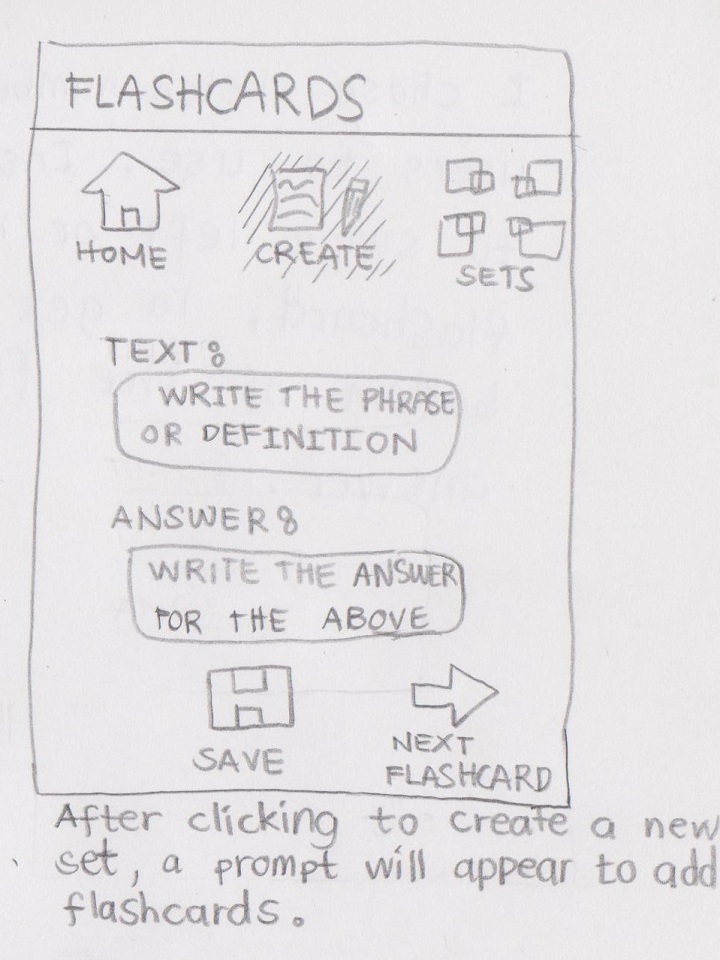 FLASHCARDS
HOME
CREATE
SETS
TEXT:
WRITE THE PHRASE
OR DEFINITION
ANSWER:
WRITE THE ANSWER
FOR THE ABOVE
SAVE
NEXT
FLASHCARD
After clicking to create a new
set, a prompt will appear to add
flashcards.